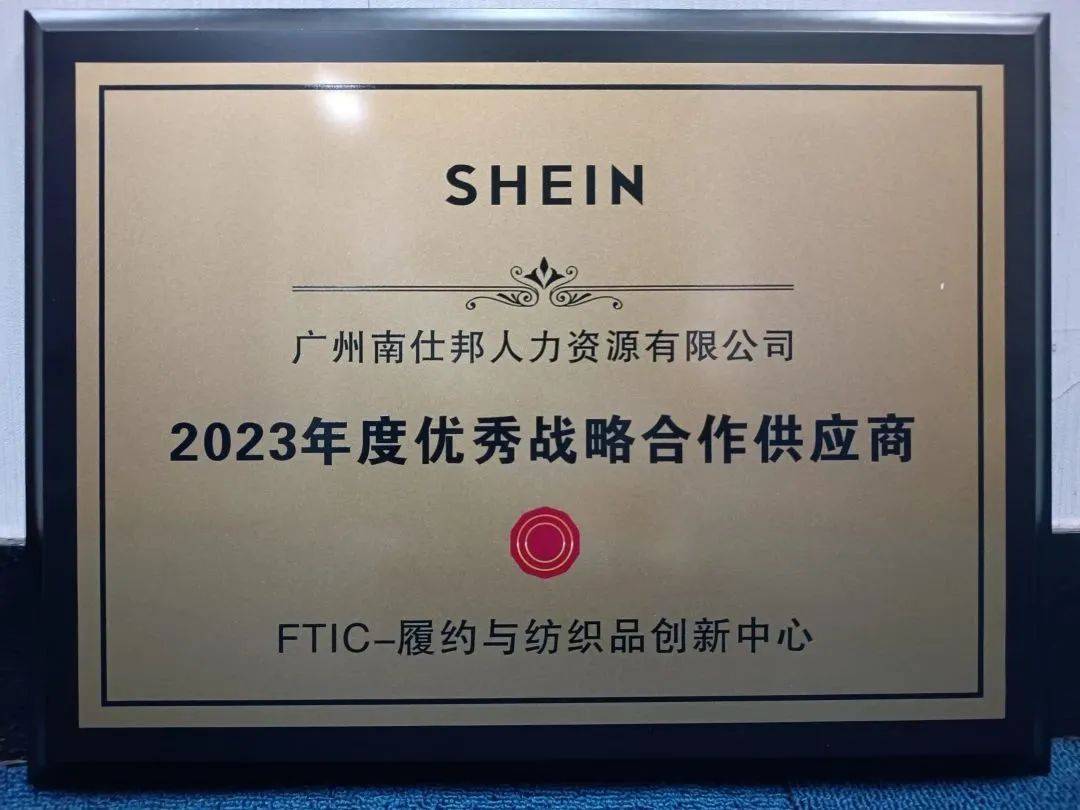 SHEIN
广州南仕邦人力资源有限公司
2023年度优秀战略合作供应商
FTIC-履约与纺织品创新中心